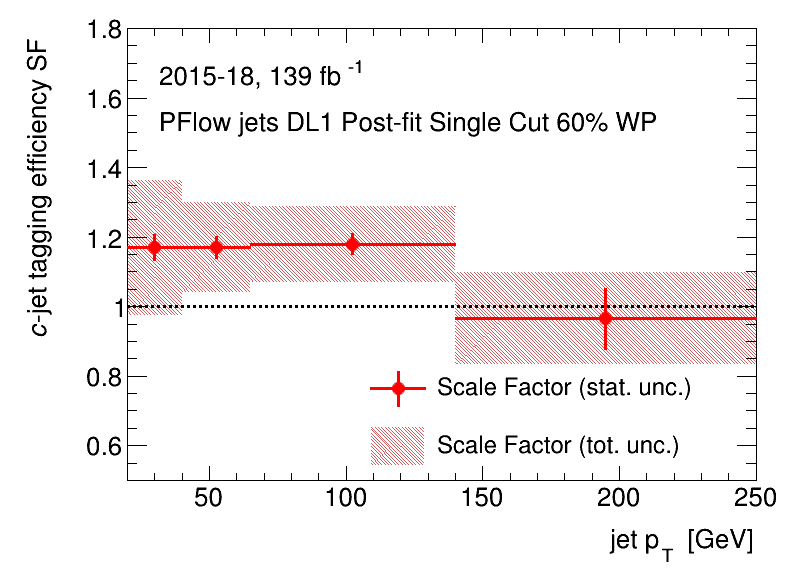 c-jet tagging efficiency SF
1.8
1.6
1.4
1.2
1
0.8
0.6
2015-18, 139 fb -1
PFlow jets DL1 Post-fit Single Cut 60% WP
Scale Factor (stat. unc.)
Scale Factor (tot. unc.)
50 100 150 200 250
jet pT [GeV]